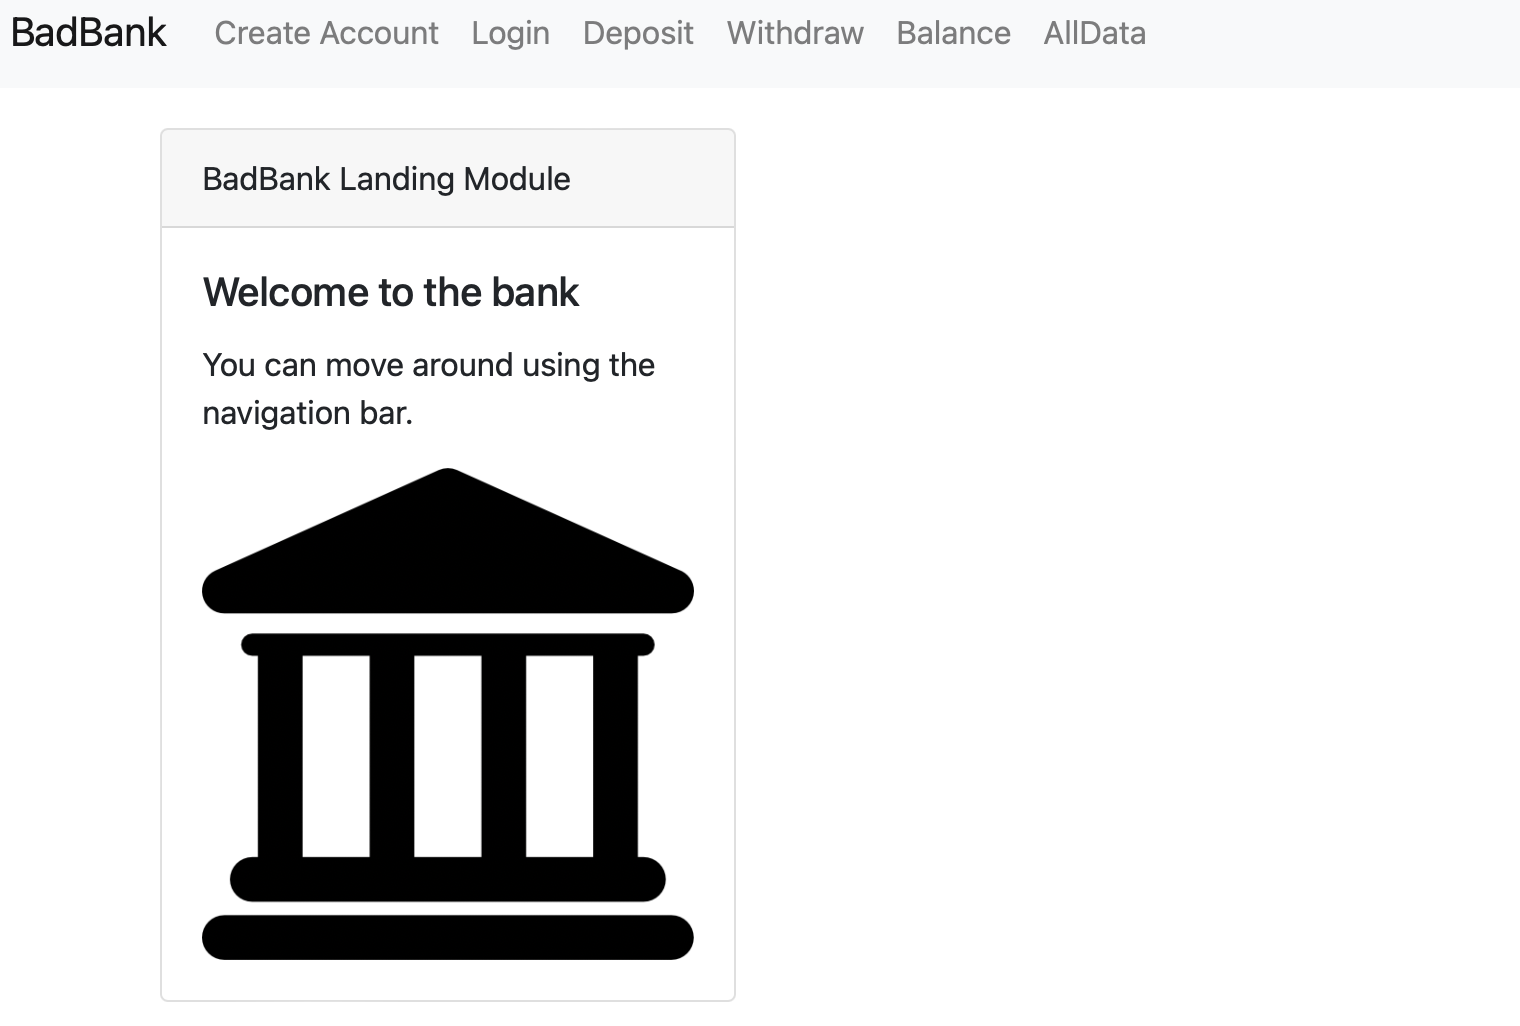 BadBank Create Account Login Deposit Withdraw Balance AllData
BadBank Landing Module
Welcome to the bank
You can move around using the
navigation bar.